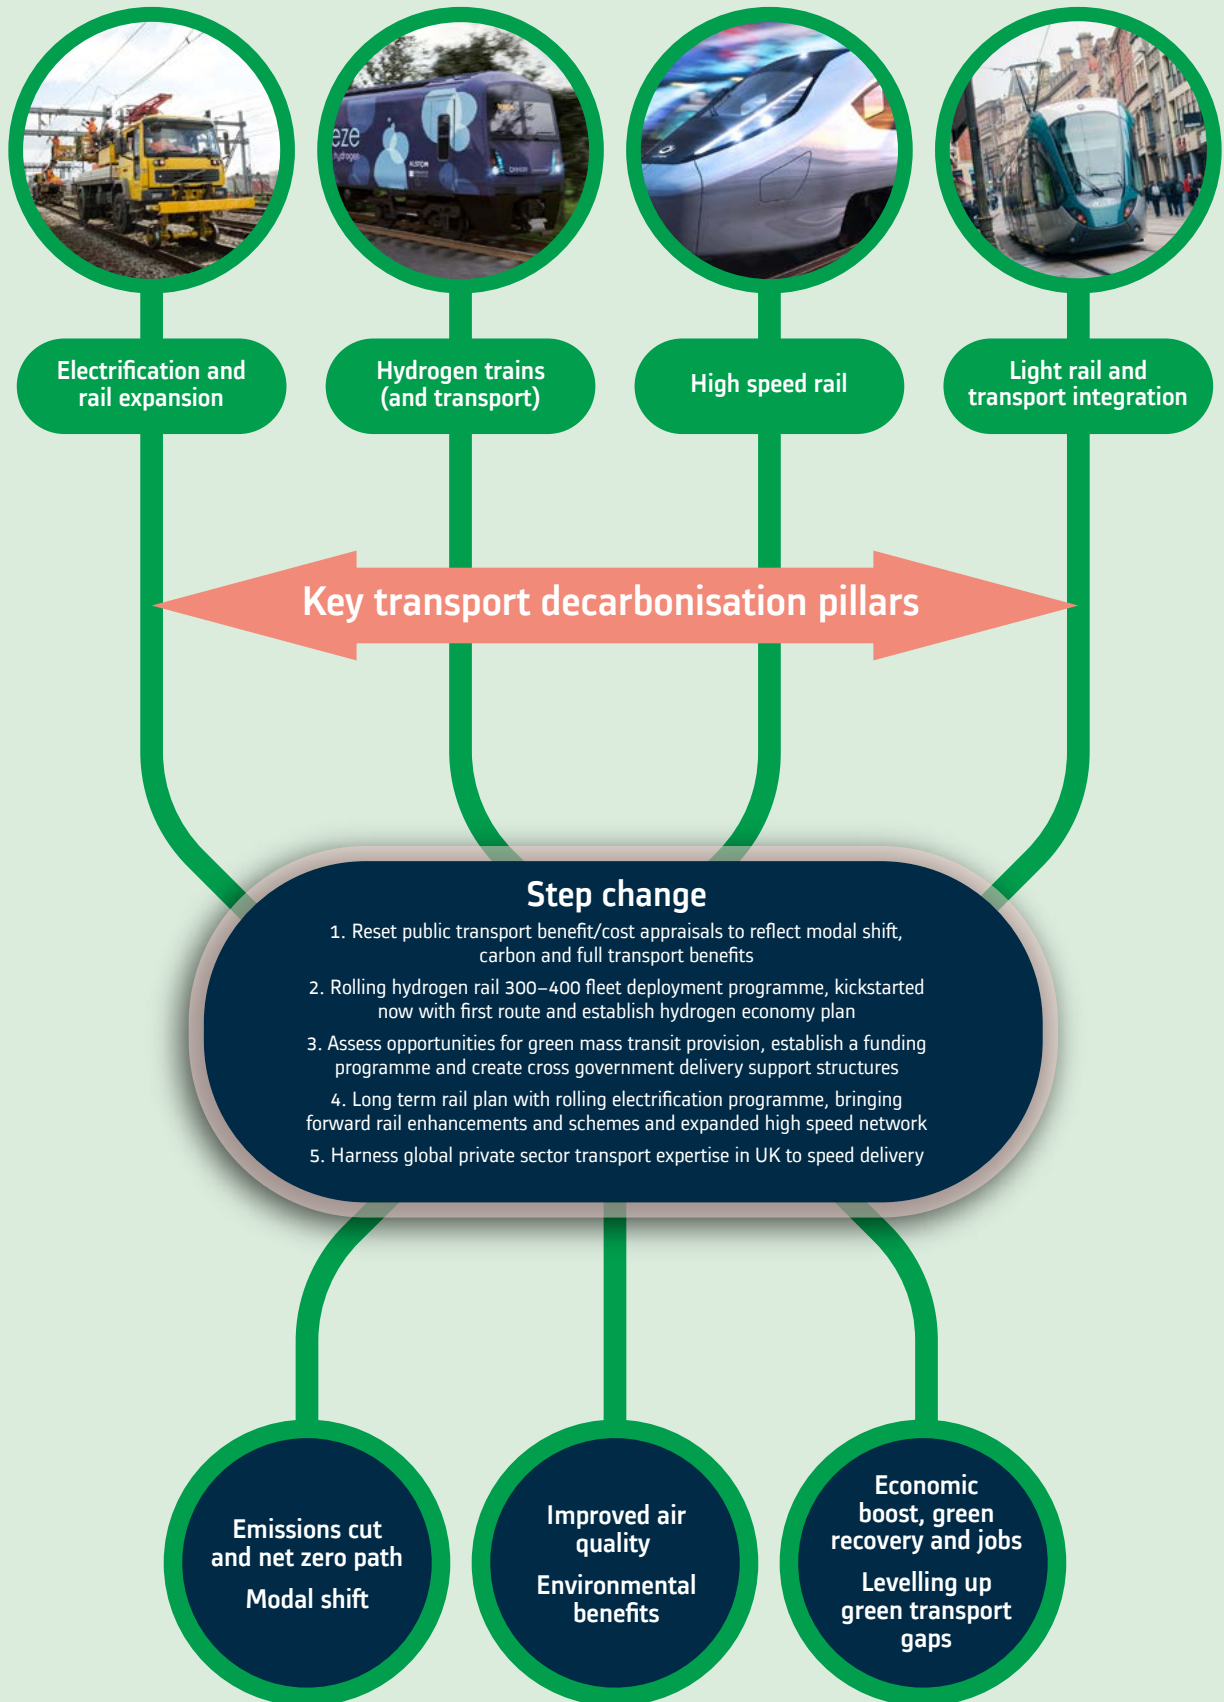 eze
hydrogen
ALSTOM
breeze
Electrification and
rail expansion
Hydrogen trains
(and transport)
High speed rail
Light rail and
transport integration
Key transport decarbonisation pillars
Step change
1. Reset public transport benefit/cost appraisals to reflect modal shift,
carbon and full transport benefits
2. Rolling hydrogen rail 300–400 fleet deployment programme, kickstarted
now with first route and establish hydrogen economy plan
3. Assess opportunities for green mass transit provision, establish a funding
programme and create cross government delivery support structures
4. Long term rail plan with rolling electrification programme, bringing
forward rail enhancements and schemes and expanded high speed network
5. Harness global private sector transport expertise in UK to speed delivery
Emissions cut
and net zero path
Modal shift
Improved air
quality
Environmental
benefits
Economic
boost, green
recovery and jobs
Levelling up
green transport
gaps